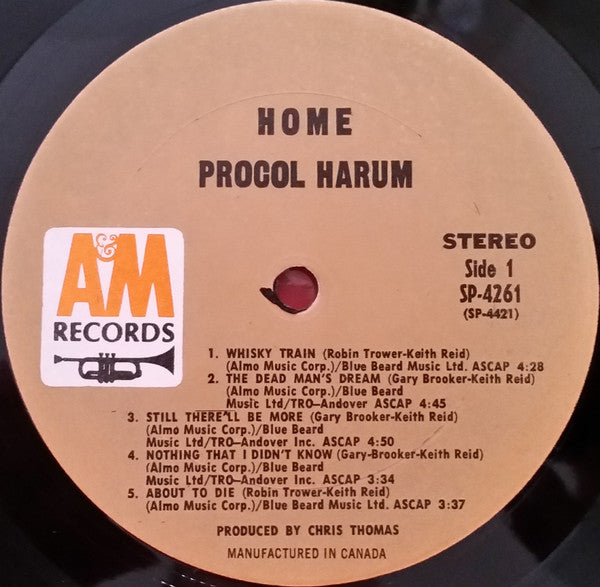 HOME
PROCOL HARUM
A&M
RECORDS
STEREO
Side 1
SP-4261
(SP-4421)
1. WHISKY TRAIN (Robin Trower-Keith Reid)
(Almo Music Corp.)/Blue Beard Music Ltd. ASCAP 4:28
2. THE DEAD MAN'S DREAM (Gary Brooker-Keith Reid)
(Almo Music Corp.)/Blue Beard
Music Ltd/TRO-Andover ASCAP 4:45
3. STILL THERE'LL BE MORE (Gary Brooker-Keith Reid)
(Almo Music Corp.)/Blue Beard
Music Ltd/TRO—Andover Inc. ASCAP 4:50
4. NOTHING THAT I DIDN'T KNOW (Gary-Brooker-Keith Reid)
(Almo Music Corp.)/Blue Beard
Music Ltd/TRO—Andover Inc. ASCAP 3:34
5. ABOUT TO DIE (Robin Trower-Keith Reid)
(Almo Music Corp.)/Blue Beard Music Ltd. ASCAP 3:37
PRODUCED BY CHRIS THOMAS
MANUFACTURED IN CANADA